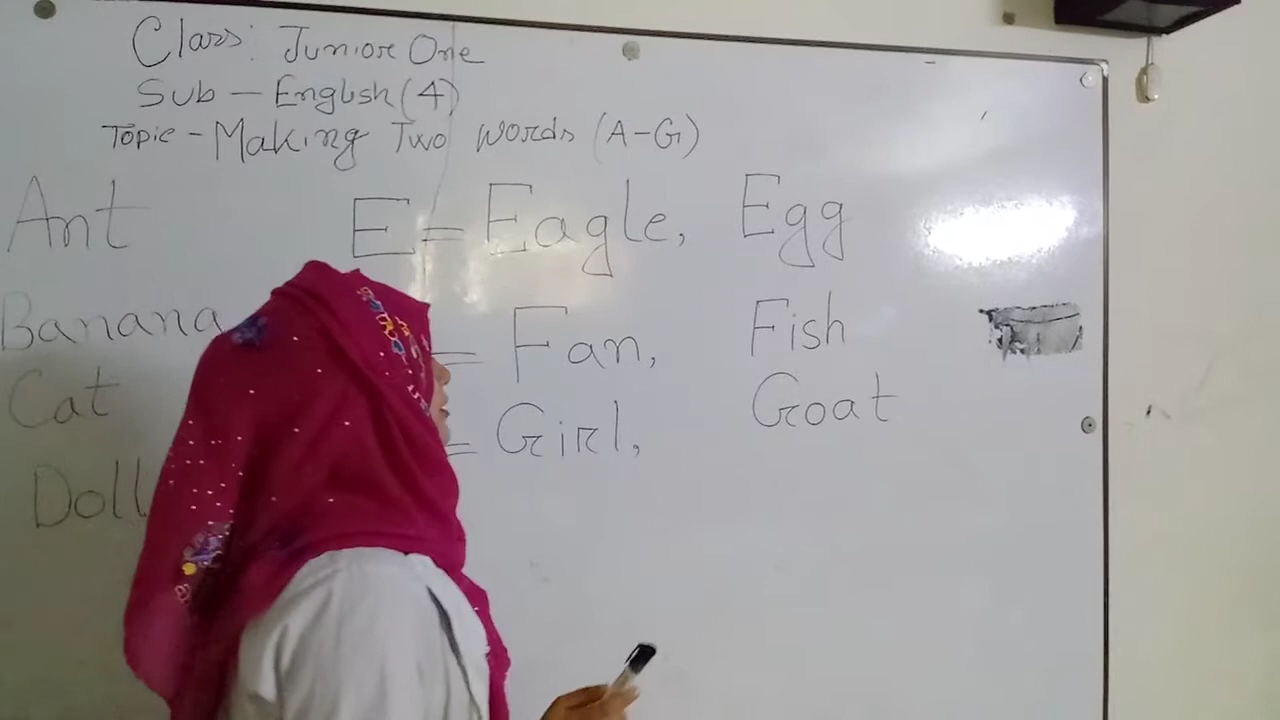 Class: Junior One
Sub - English (4)
Topic - Making Two Words (A-G)
Ant E = Eagle, Egg
Banana = Fan, Fish
Cat = Girl, Goat
Doll